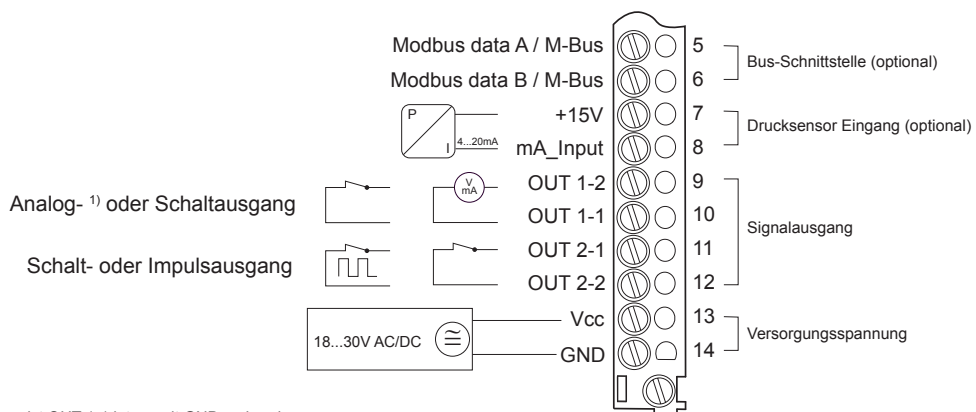 Modbus data A / M-Bus 5
Bus-Schnittstelle (optional)
Modbus data B / M-Bus 6
P
I
4...20mA
+15V 7
Drucksensor Eingang (optional)
mA_Input 8
Analog- 1) oder Schaltausgang
V
mA
OUT 1-2 9
OUT 1-1 10
Signalausgang
Schalt- oder Impulsausgang
OUT 2-1 11
OUT 2-2 12
18...30V AC/DC
Vcc 13
Versorgungsspannung
GND 14